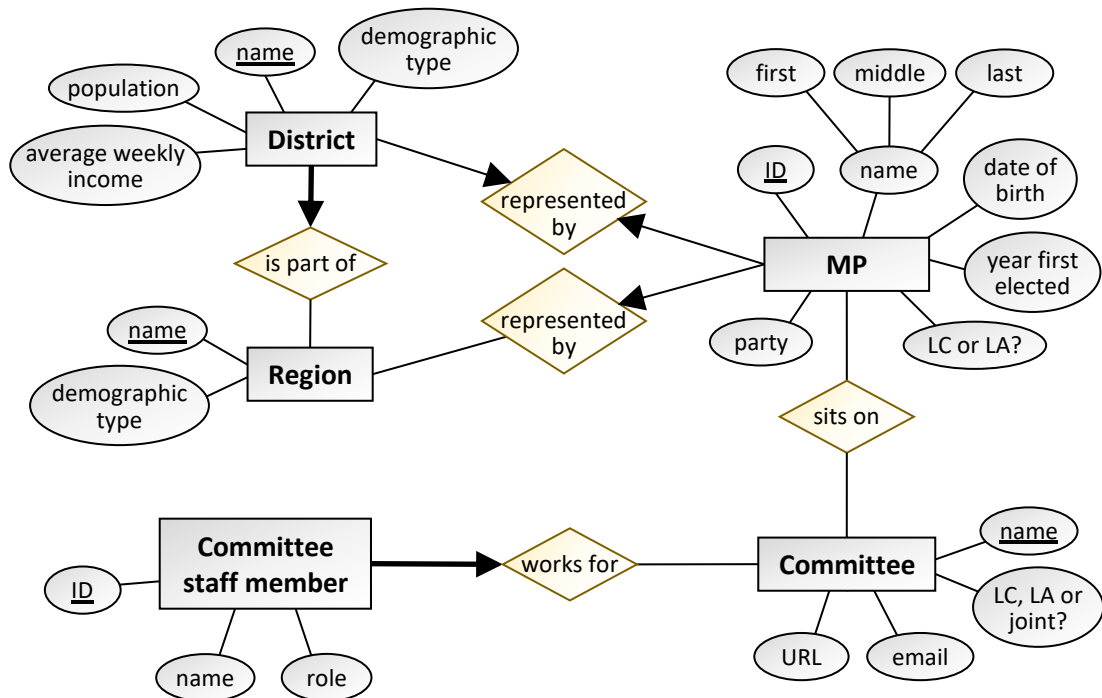 demographic
type
name
population
District
average weekly
income
first
middle
last
ID
name
date of
birth
represented
by
MP
year first
elected
is part of
represented
by
party
LC or LA?
name
Region
demographic
type
sits on
Committee
staff member
ID
name
role
works for
Committee
name
LC, LA or
joint?
URL
email